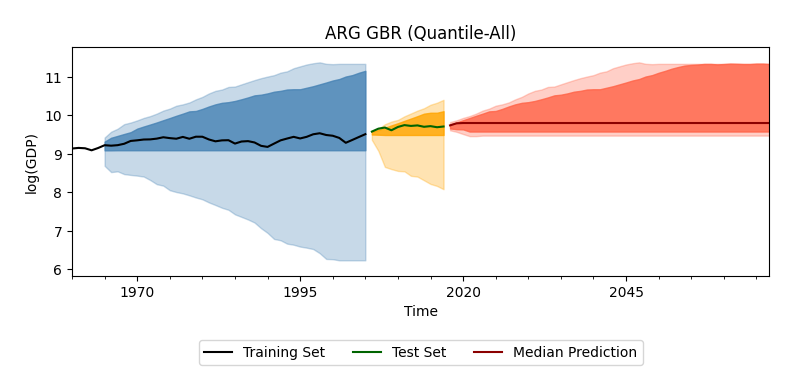 ARG GBR (Quantile-All)
log(GDP)
11
10
9
8
7
6
1970 1995 2020 2045
Time
Training Set Test Set Median Prediction